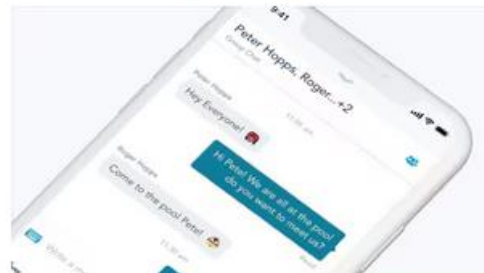 9:41
Peter Hopps, Roger...+2
Group Chat
11:36 am
Peter Hopps
Hey Everyone!
Hi Pete! We are all at the pool
do you want to meet us?
Read
Roger Hopps
Come to the pool Pete!
11:30 am
Write a